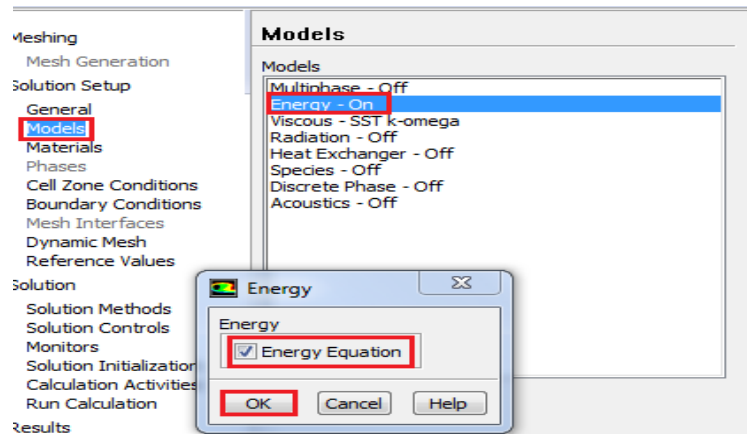 Meshing
Mesh Generation
Solution Setup
General
Models
Materials
Phases
Cell Zone Conditions
Boundary Conditions
Mesh Interfaces
Dynamic Mesh
Reference Values
Solution
Solution Methods
Solution Controls
Monitors
Solution Initialization
Calculation Activities
Run Calculation
Results
Models
Models
Multiphase - Off
Energy - On
Viscous - SST k-omega
Radiation - Off
Heat Exchanger - Off
Species - Off
Discrete Phase - Off
Acoustics - Off
Energy
Energy
Energy Equation
OK Cancel Help